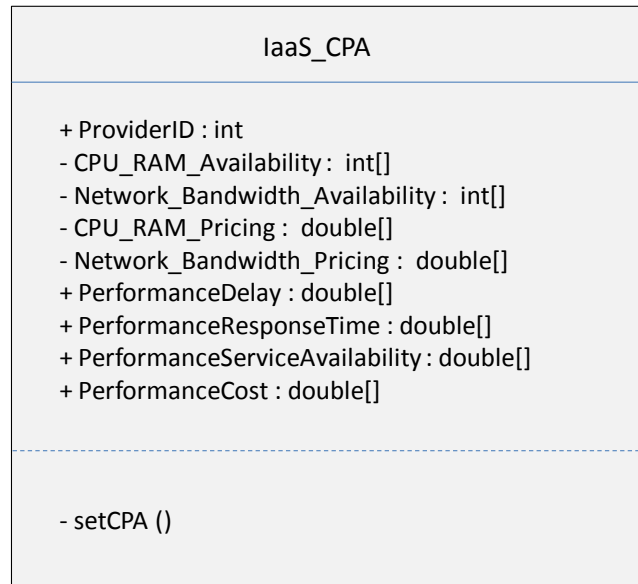 IaaS_CPA
+ ProviderID : int
- CPU_RAM_Availability : int[]
- Network_Bandwidth_Availability : int[]
- CPU_RAM_Pricing : double[]
- Network_Bandwidth_Pricing : double[]
+ PerformanceDelay : double[]
+ PerformanceResponseTime : double[]
+ PerformanceServiceAvailability : double[]
+ PerformanceCost : double[]
- setCPA ()